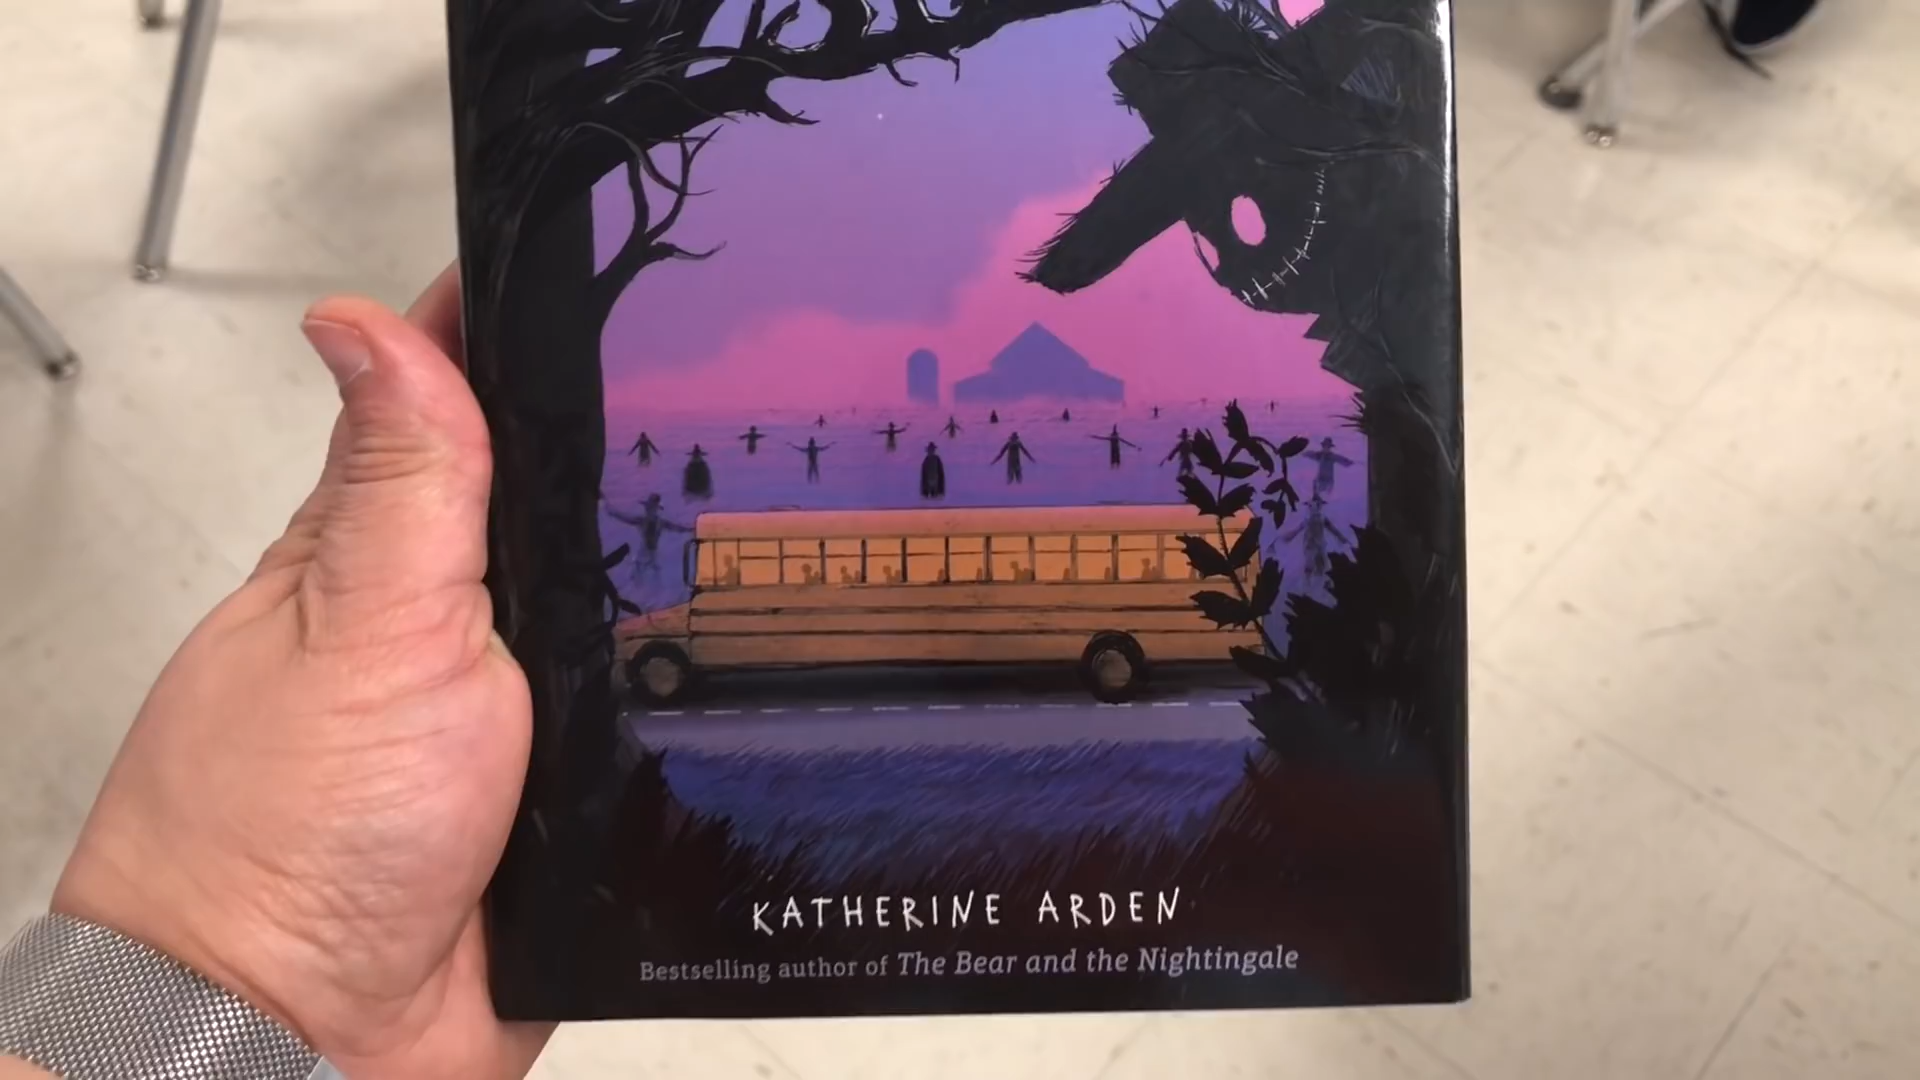 KATHERINE ARDEN
Bestselling author of The Bear and the Nightingale